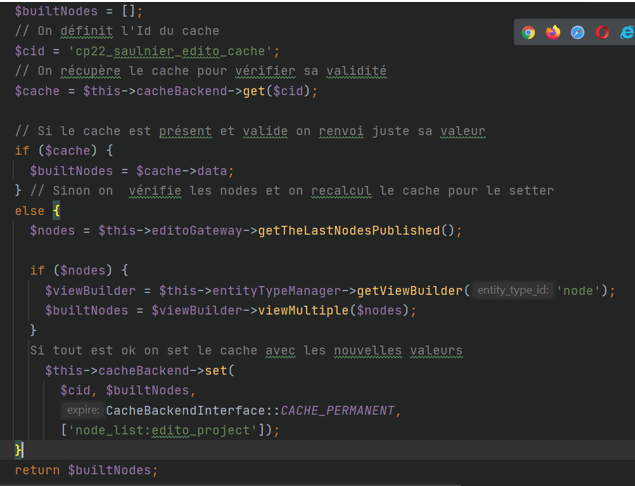 $builtNodes = [];
// On définit l'Id du cache
$cid = 'cp22_saulnier_edito_cache';
// On récupère le cache pour vérifier sa validité
$cache = $this->cacheBackend->get($cid);
// Si le cache est présent et valide on renvoi juste sa valeur
if ($cache) {
$builtNodes = $cache->data;
} // Sinon on  vérifie les nodes et on recalcul le cache pour le setter
else {
$nodes = $this->editoGateway->getTheLastNodesPublished();
if ($nodes) {
$viewBuilder = $this->entityTypeManager->getViewBuilder( entity_type_id: 'node');
$builtNodes = $viewBuilder->viewMultiple($nodes);
}
Si tout est ok on set le cache avec les nouvelles valeurs
$this->cacheBackend->set(
$cid, $builtNodes,
expire: CacheBackendInterface::CACHE_PERMANENT,
['node_list:edito_project']);
}
return $builtNodes;